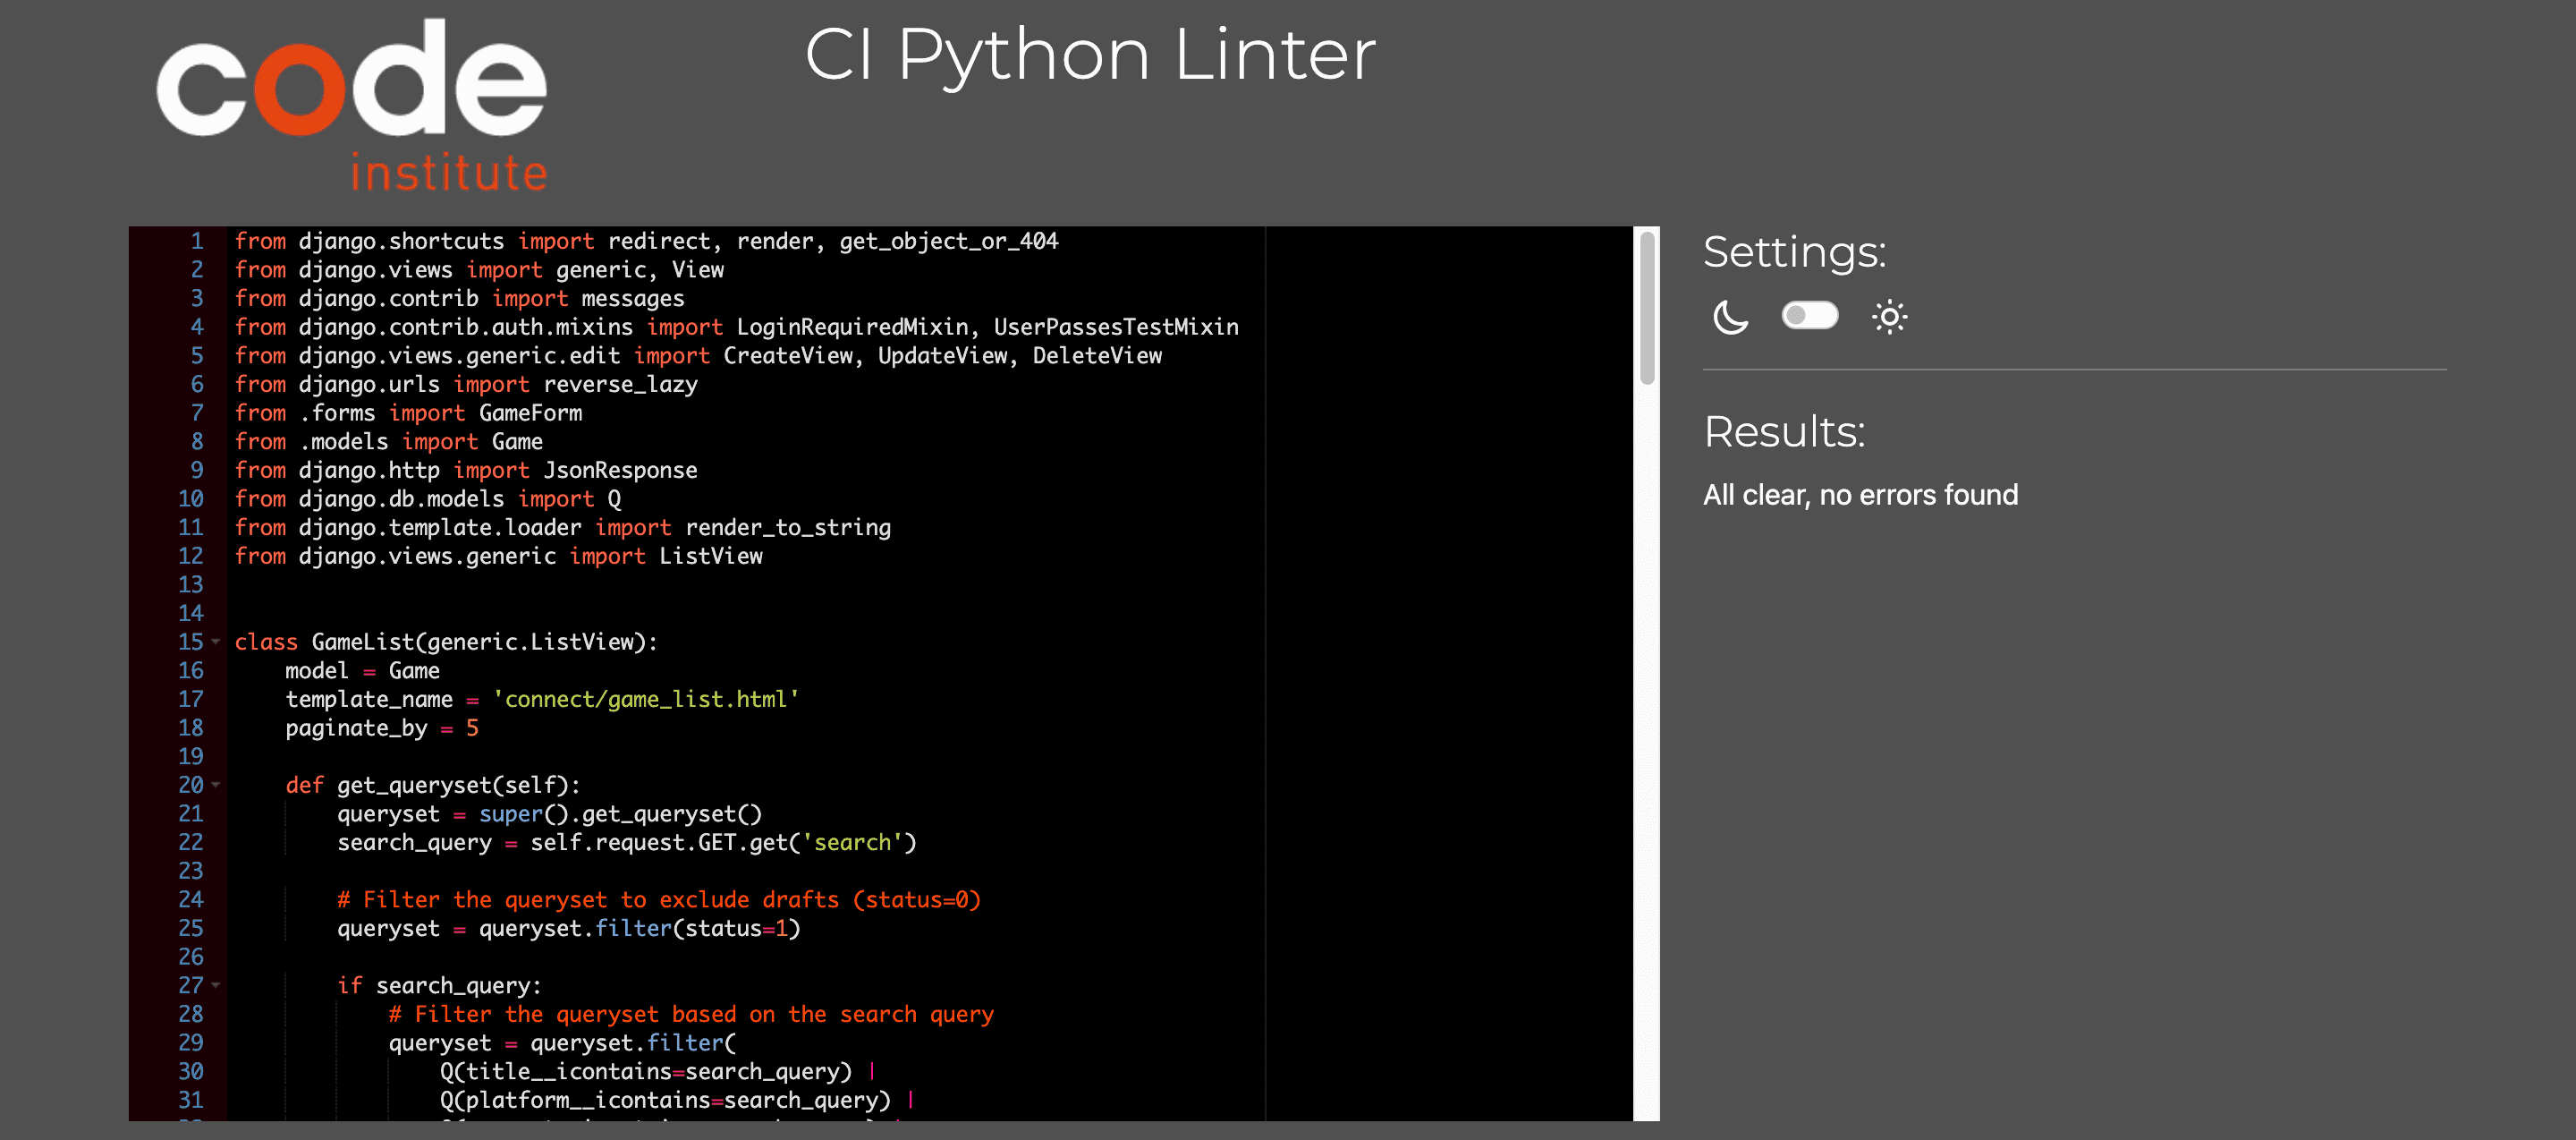 code
institute
CI Python Linter
1 from django.shortcuts import redirect, render, get_object_or_404
2 from django.views import generic, View
3 from django.contrib import messages
4 from django.contrib.auth.mixins import LoginRequiredMixin, UserPassesTestMixin
5 from django.views.generic.edit import CreateView, UpdateView, DeleteView
6 from django.urls import reverse_lazy
7 from .forms import GameForm
8 from .models import Game
9 from django.http import JsonResponse
10 from django.db.models import Q
11 from django.template.loader import render_to_string
12 from django.views.generic import ListView
13
14
15 class GameList(generic.ListView):
16     model = Game
17     template_name = 'connect/game_list.html'
18     paginate_by = 5
19
20     def get_queryset(self):
21         queryset = super().get_queryset()
22         search_query = self.request.GET.get('search')
23
24         # Filter the queryset to exclude drafts (status=0)
25         queryset = queryset.filter(status=1)
26
27         if search_query:
28             # Filter the queryset based on the search query
29             queryset = queryset.filter(
30                 Q(title__icontains=search_query) |
31                 Q(platform__icontains=search_query) |
Settings:
Results:
All clear, no errors found